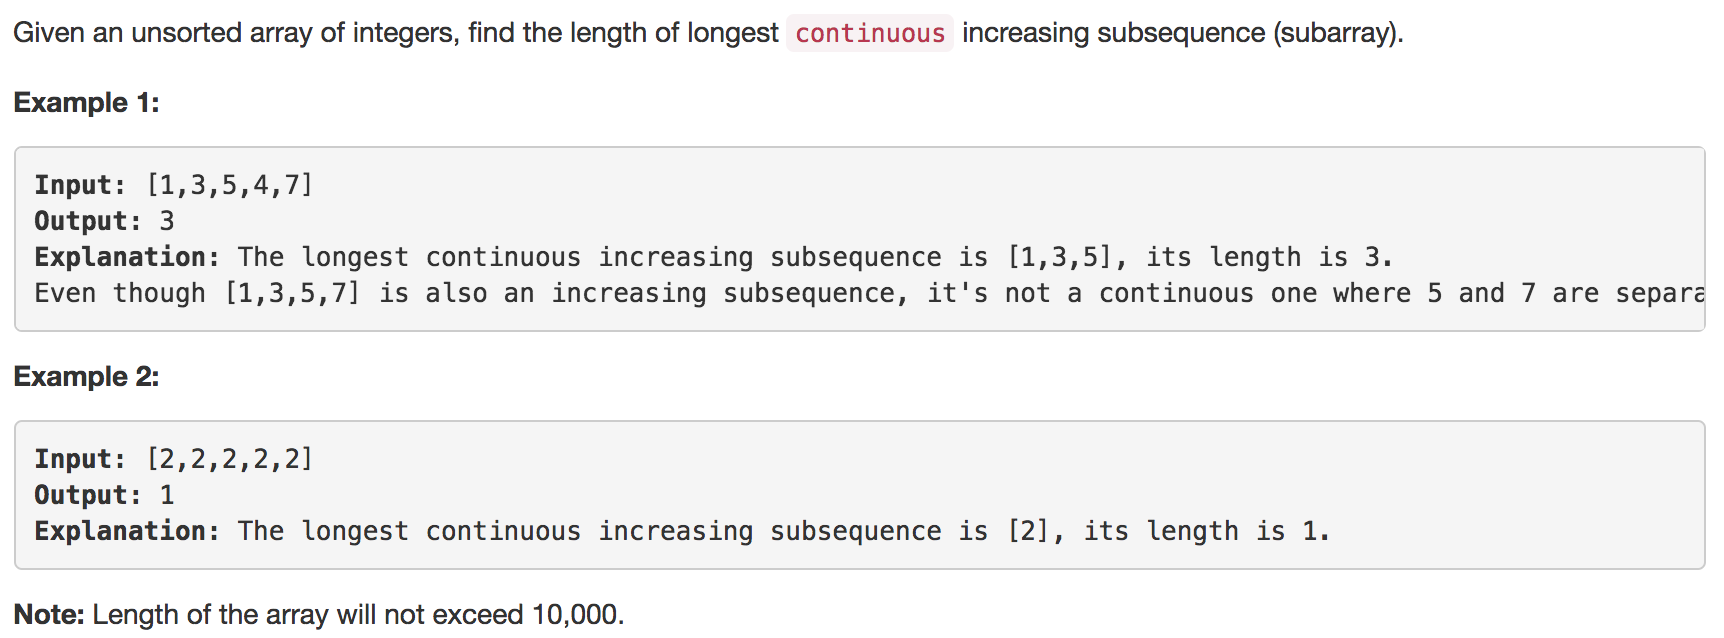 Given an unsorted array of integers, find the length of longest continuous increasing subsequence (subarray).
Example 1:
Input: [1,3,5,4,7]
Output: 3
Explanation: The longest continuous increasing subsequence is [1,3,5], its length is 3.
Even though [1,3,5,7] is also an increasing subsequence, it's not a continuous one where 5 and 7 are separa
Example 2:
Input: [2,2,2,2,2]
Output: 1
Explanation: The longest continuous increasing subsequence is [2], its length is 1.
Note: Length of the array will not exceed 10,000.